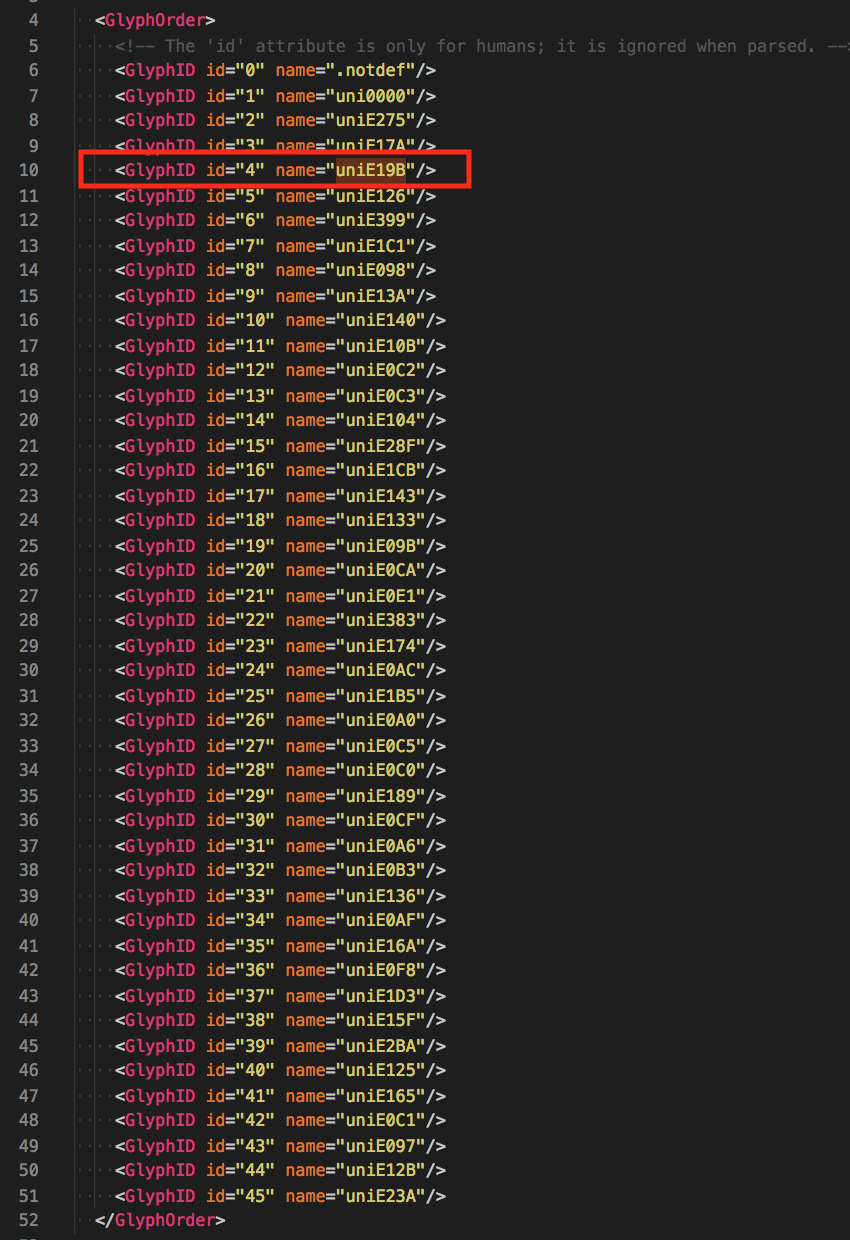 4 <GlyphOrder>
5 <!-- The 'id' attribute is only for humans; it is ignored when parsed. -->
6 <GlyphID id="0" name=".notdef"/>
7 <GlyphID id="1" name="uni0000"/>
8 <GlyphID id="2" name="uniE275"/>
9 <GlyphID id="3" name="uniE17A"/>
10 <GlyphID id="4" name="uniE19B"/>
11 <GlyphID id="5" name="uniE126"/>
12 <GlyphID id="6" name="uniE399"/>
13 <GlyphID id="7" name="uniE1C1"/>
14 <GlyphID id="8" name="uniE098"/>
15 <GlyphID id="9" name="uniE13A"/>
16 <GlyphID id="10" name="uniE140"/>
17 <GlyphID id="11" name="uniE10B"/>
18 <GlyphID id="12" name="uniE0C2"/>
19 <GlyphID id="13" name="uniE0C3"/>
20 <GlyphID id="14" name="uniE104"/>
21 <GlyphID id="15" name="uniE28F"/>
22 <GlyphID id="16" name="uniE1CB"/>
23 <GlyphID id="17" name="uniE143"/>
24 <GlyphID id="18" name="uniE133"/>
25 <GlyphID id="19" name="uniE09B"/>
26 <GlyphID id="20" name="uniE0CA"/>
27 <GlyphID id="21" name="uniE0E1"/>
28 <GlyphID id="22" name="uniE383"/>
29 <GlyphID id="23" name="uniE174"/>
30 <GlyphID id="24" name="uniE0AC"/>
31 <GlyphID id="25" name="uniE1B5"/>
32 <GlyphID id="26" name="uniE0A0"/>
33 <GlyphID id="27" name="uniE0C5"/>
34 <GlyphID id="28" name="uniE0C0"/>
35 <GlyphID id="29" name="uniE189"/>
36 <GlyphID id="30" name="uniE0CF"/>
37 <GlyphID id="31" name="uniE0A6"/>
38 <GlyphID id="32" name="uniE0B3"/>
39 <GlyphID id="33" name="uniE136"/>
40 <GlyphID id="34" name="uniE0AF"/>
41 <GlyphID id="35" name="uniE16A"/>
42 <GlyphID id="36" name="uniE0F8"/>
43 <GlyphID id="37" name="uniE1D3"/>
44 <GlyphID id="38" name="uniE15F"/>
45 <GlyphID id="39" name="uniE2BA"/>
46 <GlyphID id="40" name="uniE125"/>
47 <GlyphID id="41" name="uniE165"/>
48 <GlyphID id="42" name="uniE0C1"/>
49 <GlyphID id="43" name="uniE097"/>
50 <GlyphID id="44" name="uniE12B"/>
51 <GlyphID id="45" name="uniE23A"/>
52 </GlyphOrder>